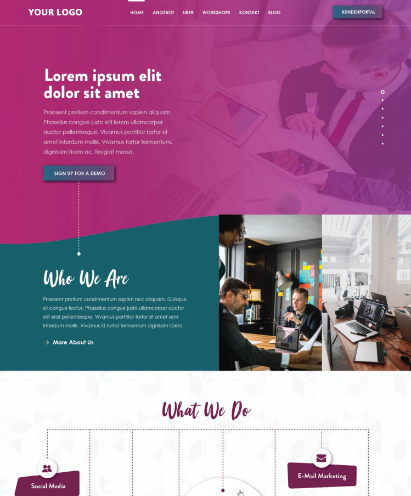 YOUR LOGO
HOME ANGEBOT ÜBER WORKSHOPS KONTAKT BLOG
KUNDENPORTAL
Lorem ipsum elit
dolor sit amet
Praesent pretium condimentum sapien aliquam.
Phasellus congue justo et lorem ullamcorper
auctor pellentesque. Vivamus porttitor tortor sit
amet interdum mollis. Vivamus tortor fermentum,
dignissim libero ac, feugiat massa.
SIGN UP FOR A DEMO
Who We Are
Praesent pretium condimentum sapien nec aliquam. Quisque
et congue lectus. Phasellus congue justo et auctor
elit erat pellentesque. Vivamus porttitor tortor sit amet
interdum mollis. Vivamus id tortor fermentum dignissim libero.
More About Us
What We Do
Social Media
E-Mail Marketing